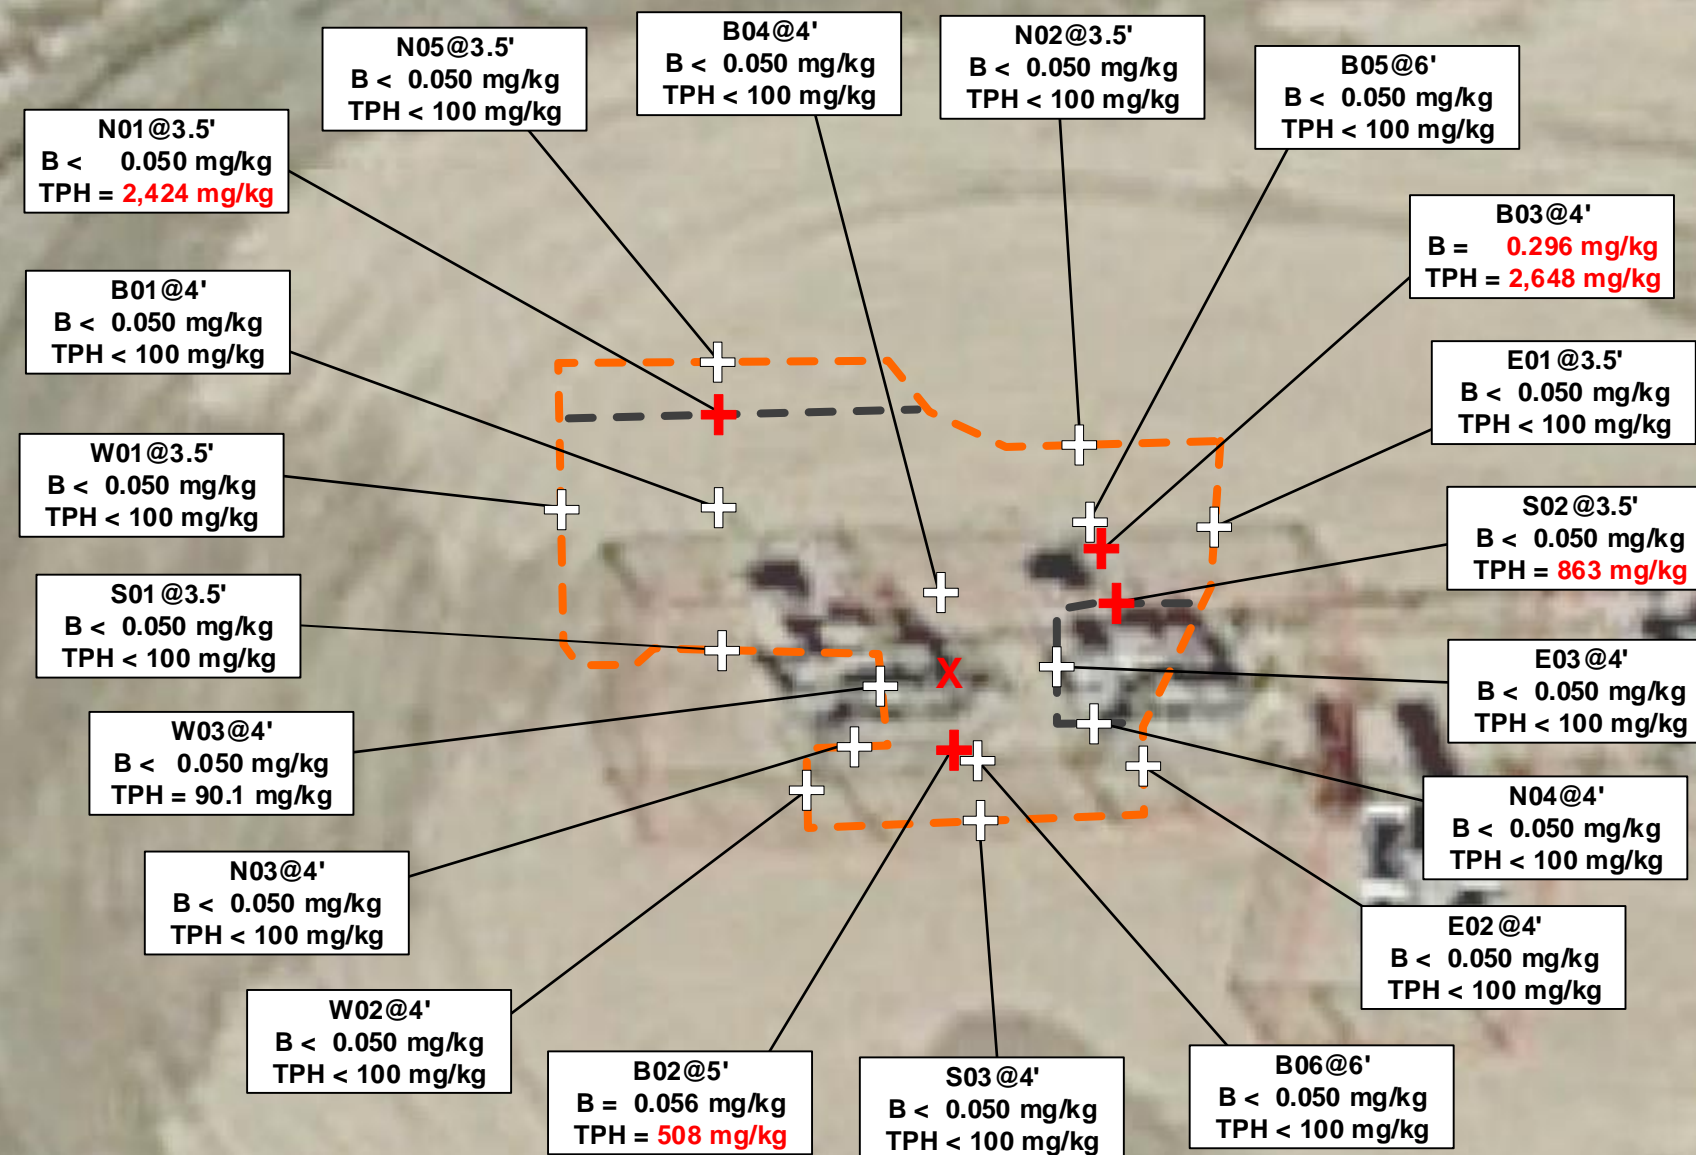 N05@3.5'
B < 0.050 mg/kg
TPH < 100 mg/kg
B04@4'
B < 0.050 mg/kg
TPH < 100 mg/kg
N02@3.5'
B < 0.050 mg/kg
TPH < 100 mg/kg
B05@6'
B < 0.050 mg/kg
TPH < 100 mg/kg
N01@3.5'
B < 0.050 mg/kg
TPH = 2,424 mg/kg
B03@4'
B = 0.296 mg/kg
TPH = 2,648 mg/kg
B01@4'
B < 0.050 mg/kg
TPH < 100 mg/kg
E01@3.5'
B < 0.050 mg/kg
TPH < 100 mg/kg
W01@3.5'
B < 0.050 mg/kg
TPH < 100 mg/kg
S02@3.5'
B < 0.050 mg/kg
TPH = 863 mg/kg
S01@3.5'
B < 0.050 mg/kg
TPH < 100 mg/kg
E03@4'
B < 0.050 mg/kg
TPH < 100 mg/kg
X
W03@4'
B < 0.050 mg/kg
TPH = 90.1 mg/kg
N04@4'
B < 0.050 mg/kg
TPH < 100 mg/kg
N03@4'
B < 0.050 mg/kg
TPH < 100 mg/kg
E02@4'
B < 0.050 mg/kg
TPH < 100 mg/kg
W02@4'
B < 0.050 mg/kg
TPH < 100 mg/kg
B02@5'
B = 0.056 mg/kg
TPH = 508 mg/kg
S03@4'
B < 0.050 mg/kg
TPH < 100 mg/kg
B06@6'
B < 0.050 mg/kg
TPH < 100 mg/kg